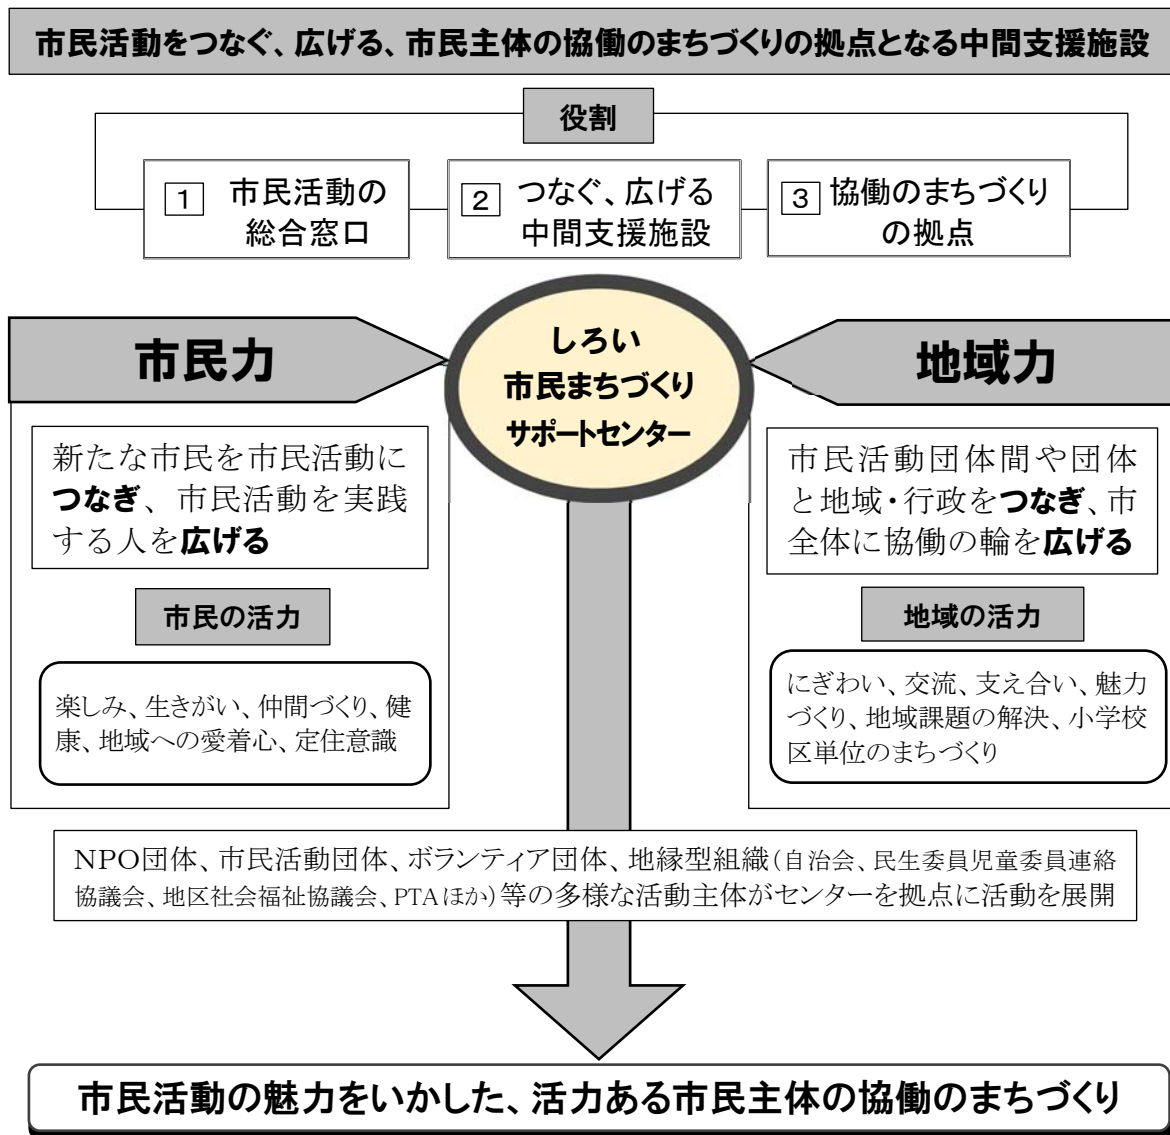 市民活動をつなぐ、広げる、市民主体の協働のまちづくりの拠点となる中間支援施設
役割
1 市民活動の
総合窓口
2 つなぐ、広げる
中間支援施設
3 協働のまちづくり
の拠点
市民力
しろい
市民まちづくり
サポートセンター
地域力
新たな市民を市民活動に
つなぎ、市民活動を実践
する人を広げる
市民の活力
楽しみ、生きがい、仲間づくり、健
康、地域への愛着心、定住意識
市民活動団体間や団体
と地域・行政をつなぎ、市
全体に協働の輪を広げる
地域の活力
にぎわい、交流、支え合い、魅力
づくり、地域課題の解決、小学校
区単位のまちづくり
NPO団体、市民活動団体、ボランティア団体、地縁型組織(自治会、民生委員児童委員連絡
協議会、地区社会福祉協議会、PTAほか)等の多様な活動主体がセンターを拠点に活動を展開
市民活動の魅力をいかした、活力ある市民主体の協働のまちづくり